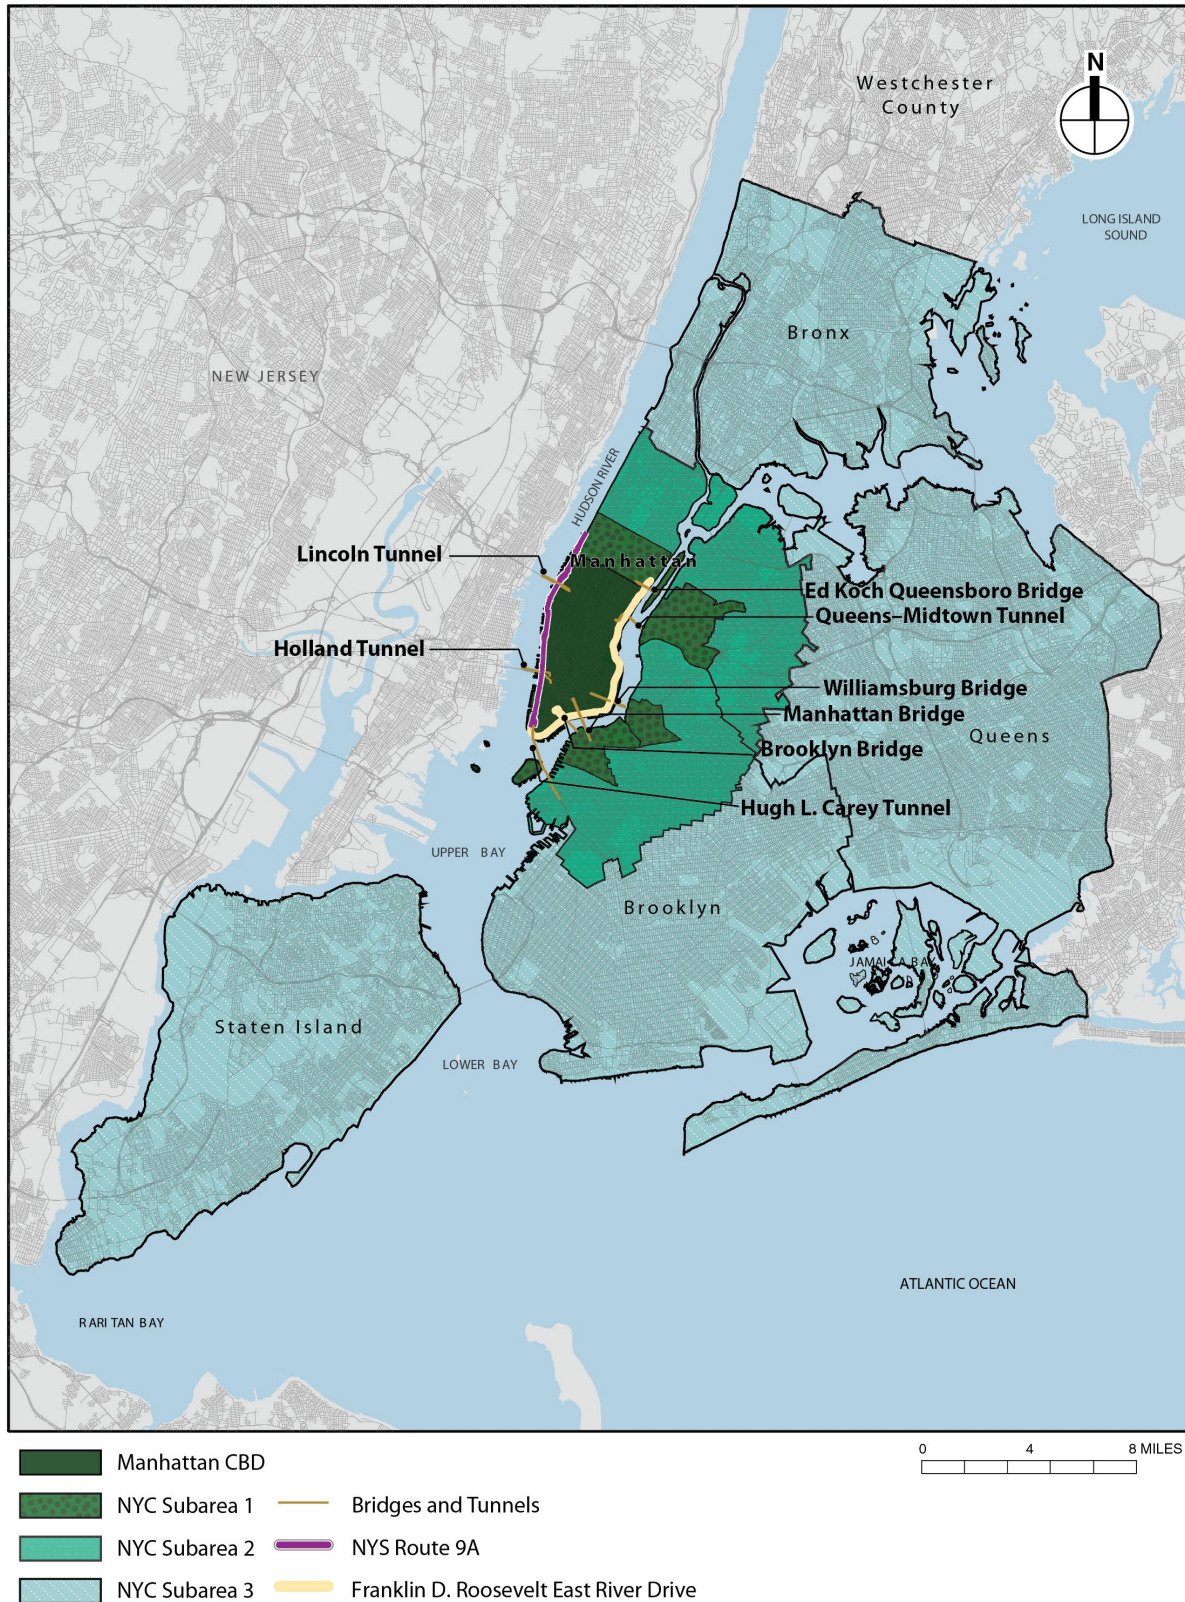 N
Westchester
County
LONG ISLAND
SOUND
Bronx
NEW JERSEY
HUDSON RIVER
Lincoln Tunnel
Manhattan
Ed Koch Queensboro Bridge
Queens–Midtown Tunnel
Holland Tunnel
Williamsburg Bridge
Manhattan Bridge
Queens
Brooklyn Bridge
Hugh L. Carey Tunnel
UPPER BAY
Brooklyn
JAMAICA BAY
Staten Island
LOWER BAY
ATLANTIC OCEAN
RARITAN BAY
0 4 8 MILES
Manhattan CBD
NYC Subarea 1
Bridges and Tunnels
NYC Subarea 2
NYS Route 9A
NYC Subarea 3
Franklin D. Roosevelt East River Drive